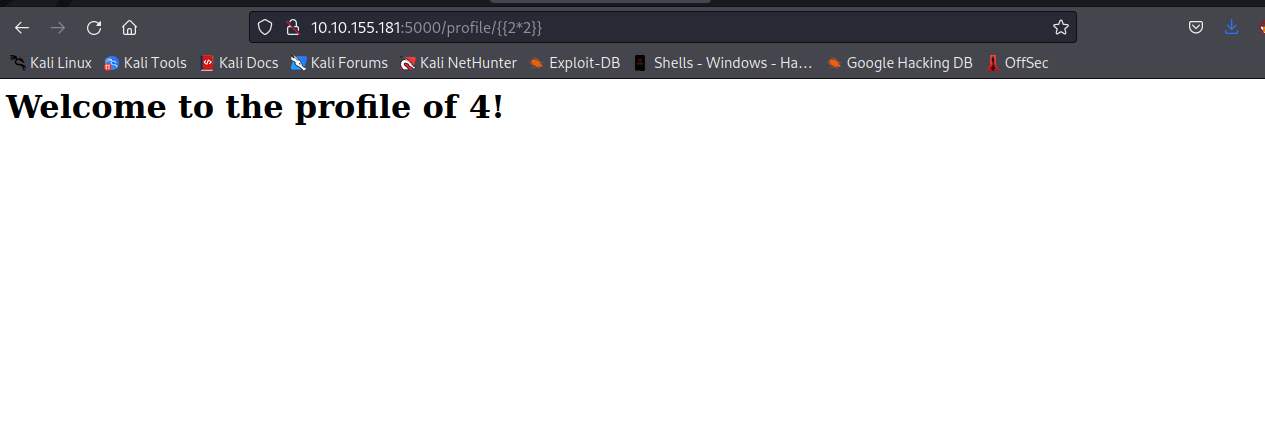 10.10.155.181:5000/profile/{{2*2}}
Kali Linux Kali Tools Kali Docs Kali Forums Kali NetHunter Exploit-DB Shells - Windows - Ha... Google Hacking DB OffSec
Welcome to the profile of 4!